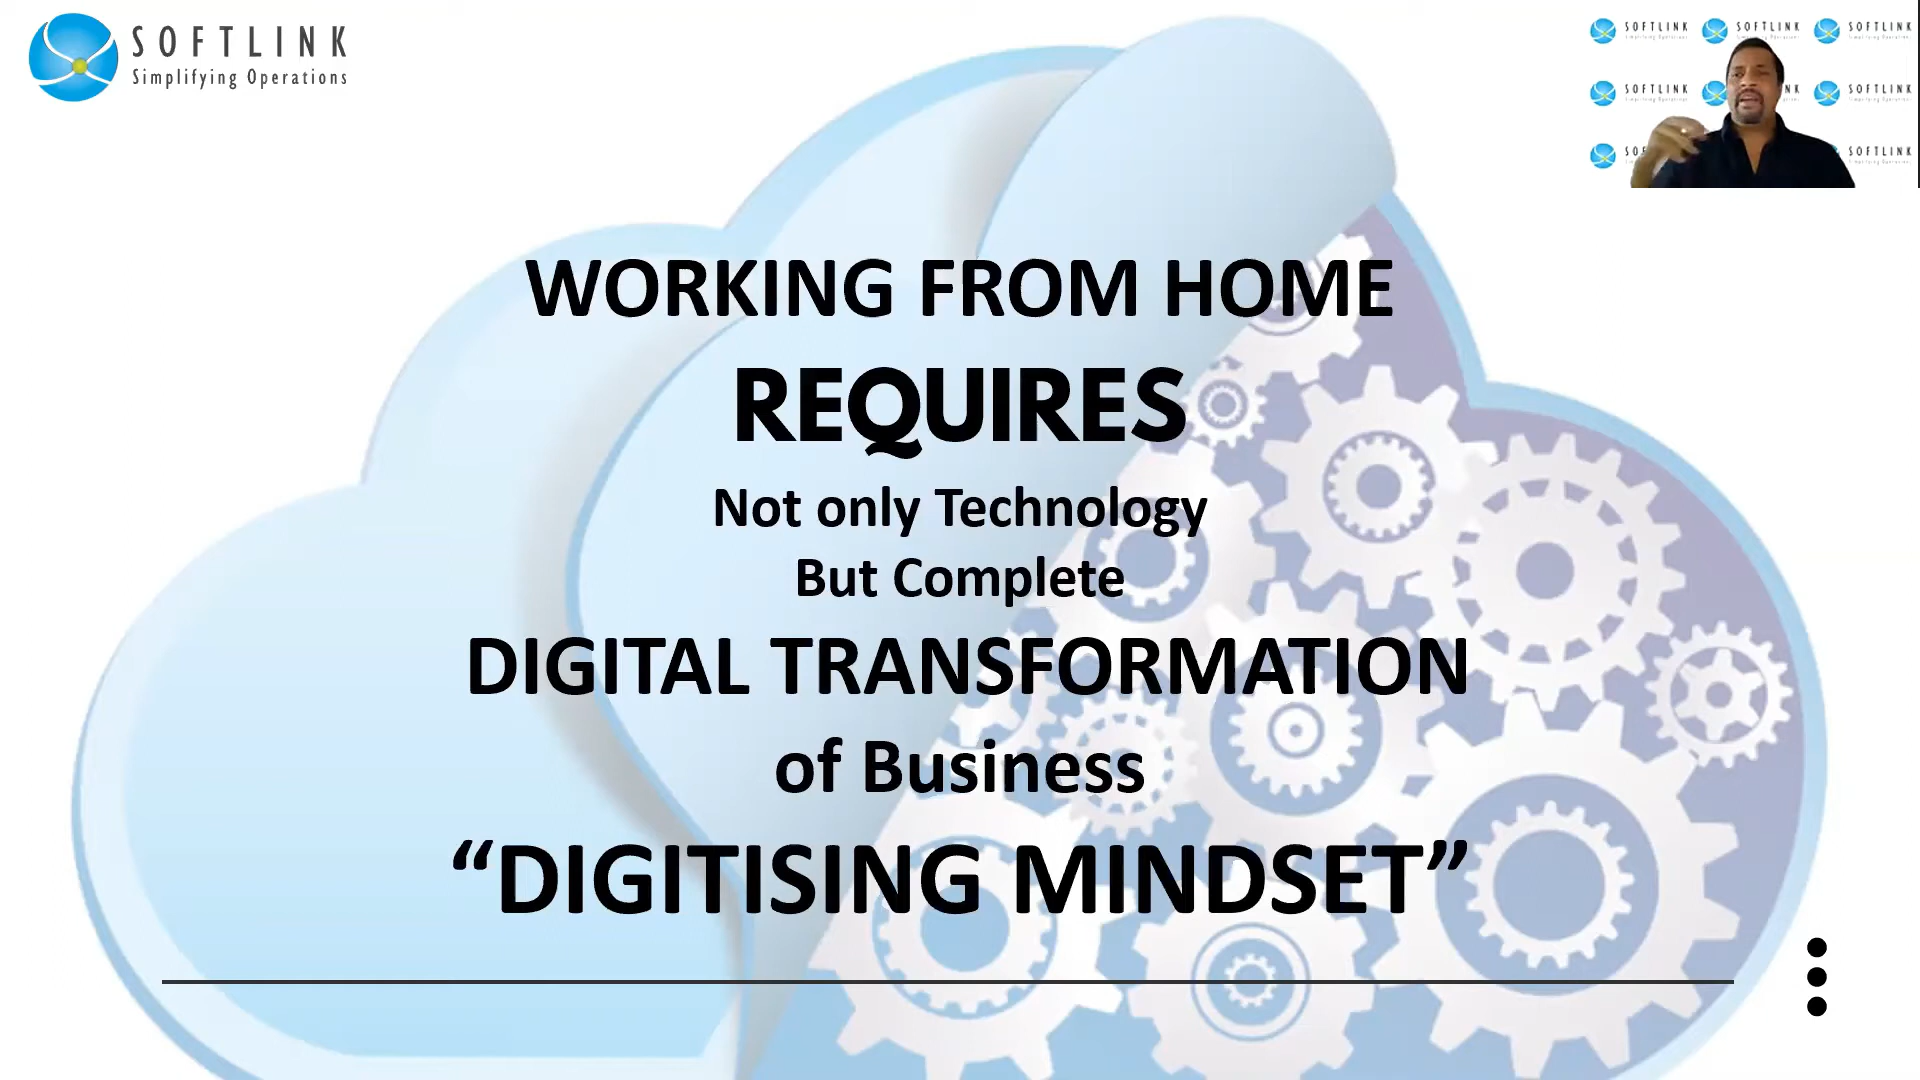 SOFTLINK
Simplifying Operations
SOFTLINK
SOFTLINK
SOFTLINK
SOFTLINK
SOFTLINK
SOFTLINK
WORKING FROM HOME
REQUIRES
Not only Technology
But Complete
DIGITAL TRANSFORMATION
of Business
“DIGITISING MINDSET”